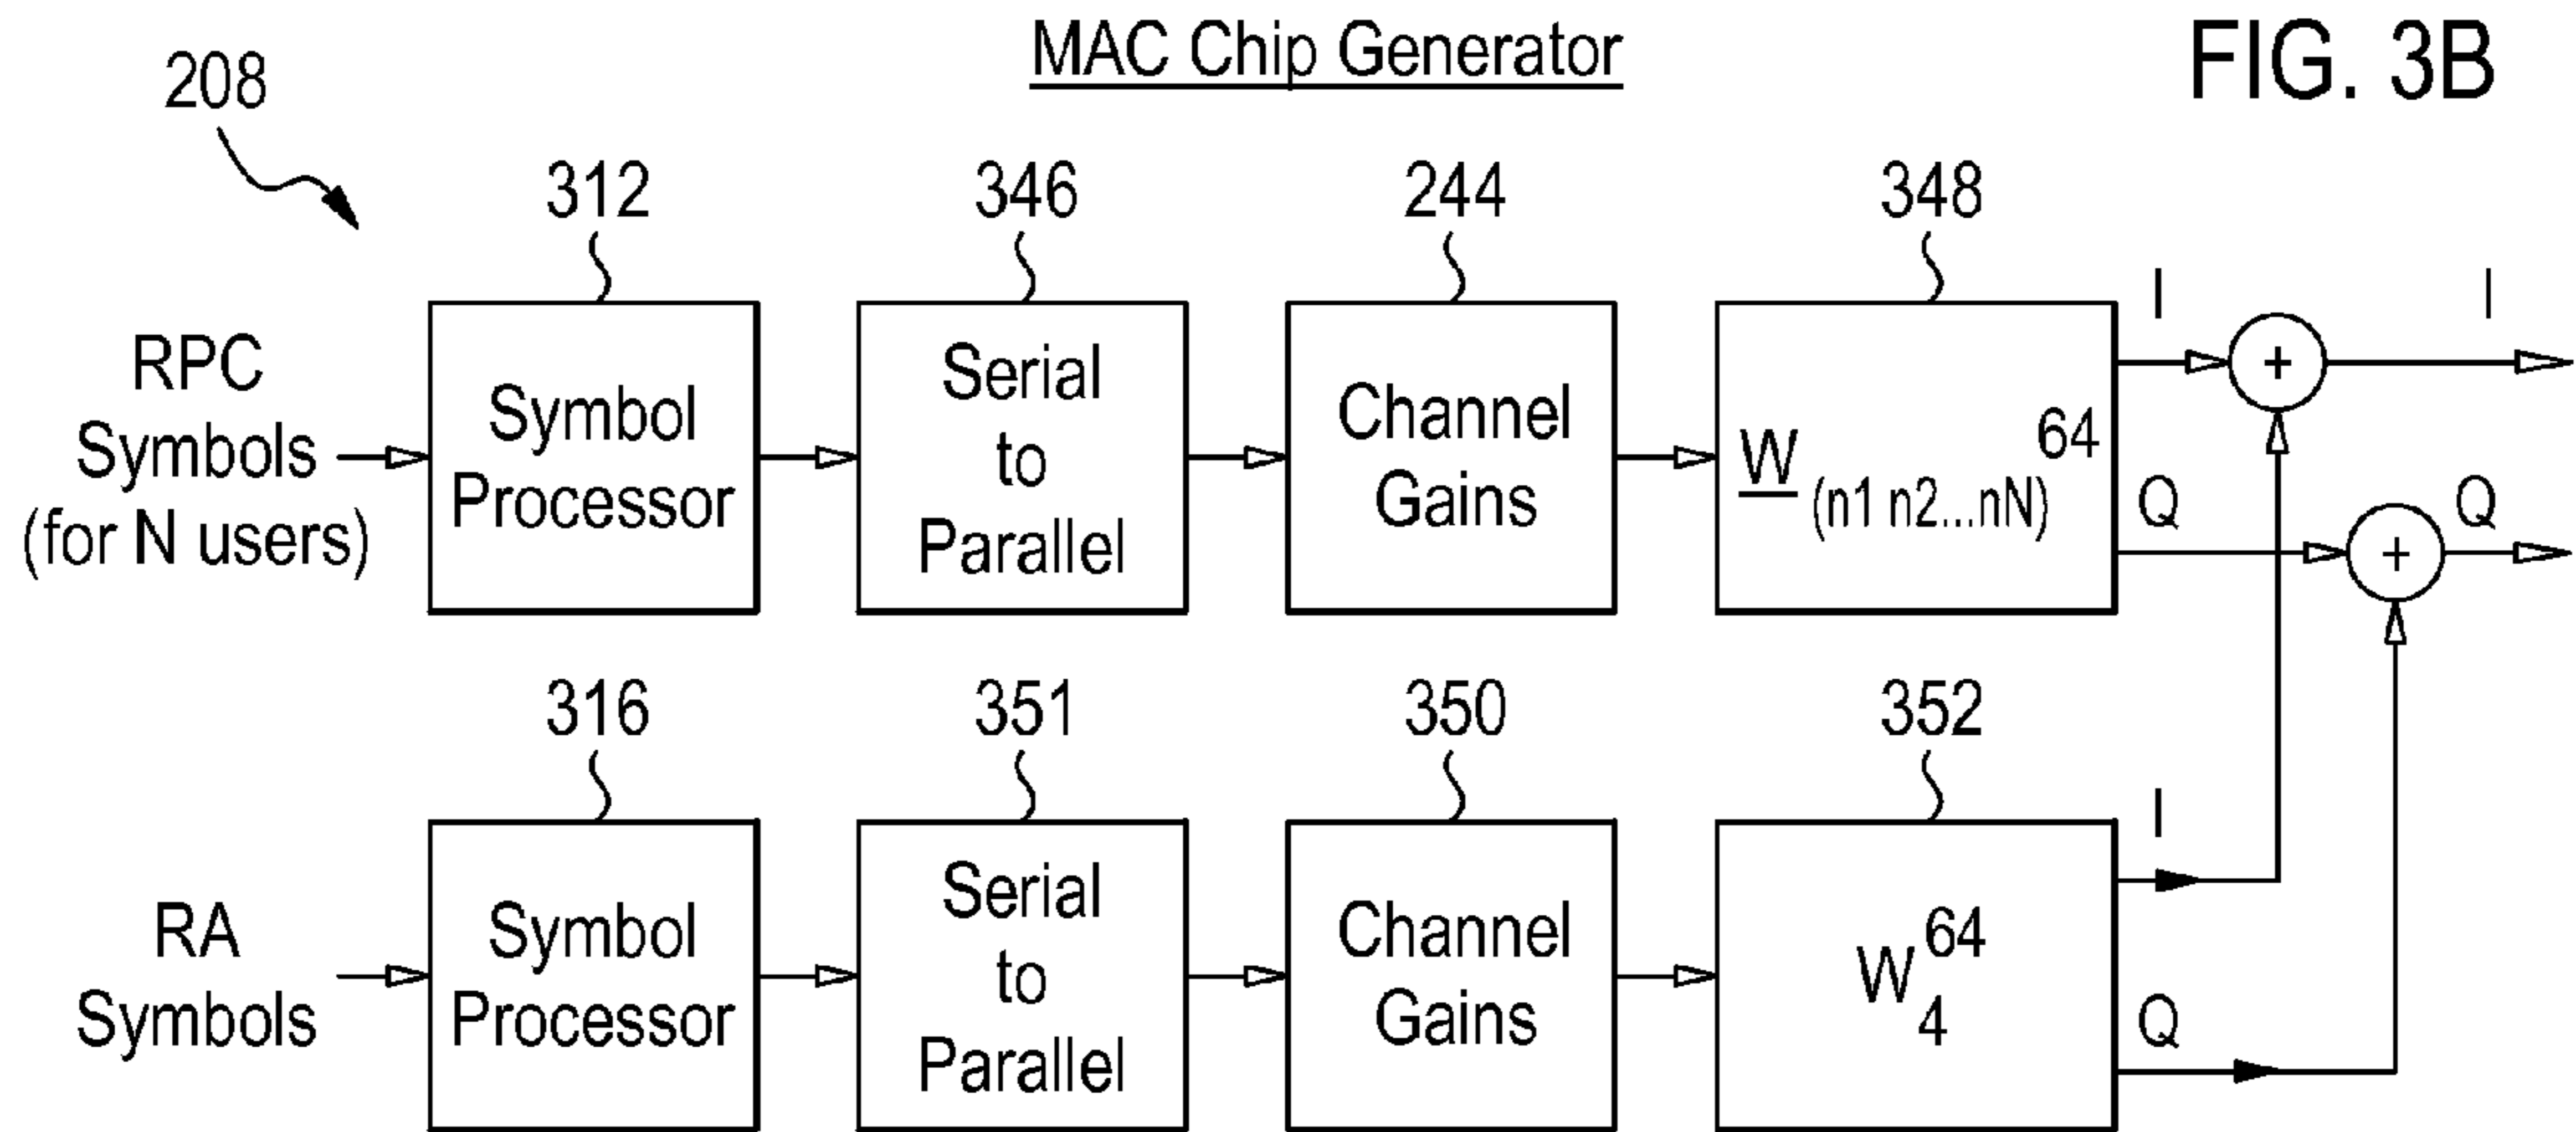 MAC Chip Generator
FIG. 3B
208
312
346
244
348
RPC
Symbols
(for N users)
Symbol
Processor
Serial
to
Parallel
Channel
Gains
W (n1 n2...nN) 64
I
Q
+
+
I
Q
316
351
350
352
RA
Symbols
Symbol
Processor
Serial
to
Parallel
Channel
Gains
W 64 4
I
Q